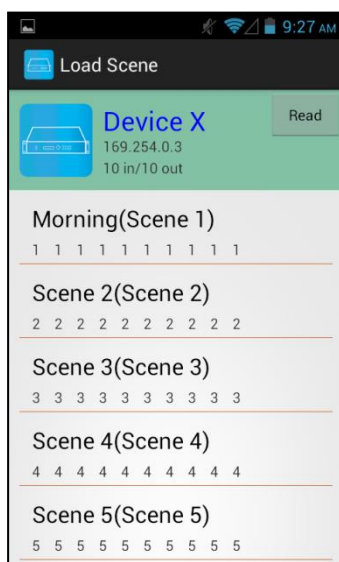 9:27 AM
Load Scene
Device X
Read
169.254.0.3
10 in/10 out
Morning(Scene 1)
1 1 1 1 1 1 1 1 1 1
Scene 2(Scene 2)
2 2 2 2 2 2 2 2 2 2
Scene 3(Scene 3)
3 3 3 3 3 3 3 3 3 3
Scene 4(Scene 4)
4 4 4 4 4 4 4 4 4 4
Scene 5(Scene 5)
5 5 5 5 5 5 5 5 5 5